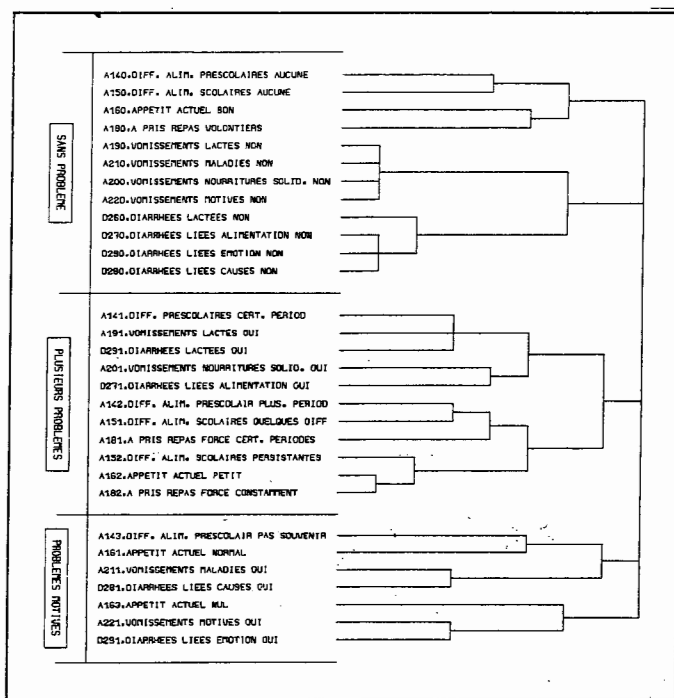 SANS PROBLEME
A140.DIFF. ALIM. PRESCOLAIRES AUCUNE
A150.DIFF. ALIM. SCOLAIRES AUCUNE
A160.APPETIT ACTUEL BON
A180.A PRIS REPAS VOLONTIERS
A190.VOMISSEMENTS LACTES NON
A210.VOMISSEMENTS MALADIES NON
A200.VOMISSEMENTS NOURRITURES SOLID. NON
A220.VOMISSEMENTS MOTIVES NON
D260.DIARRHEES LACTÉES NON
D270.DIARRHEES LIEES ALIMENTATION NON
D290.DIARRHEES LIEES EMOTION NON
D280.DIARRHEES LIEES CAUSES NON
PLUSIEURS PROBLEMES
A141.DIFF. PRESCOLAIRES CERT. PERIOD
A191.VOMISSEMENTS LACTES OUI
D291.DIARRHEES LACTEES OUI
A201.VOMISSEMENTS NOURRITURES SOLID. OUI
D271.DIARRHEES LIEES ALIMENTATION OUI
A142.DIFF. ALIM. PRESCOLAIR PLUS. PERIOD
A151.DIFF. ALIM. SCOLAIRES QUELQUES DIFF
A181.A PRIS REPAS FORCE CERT. PERIODES
A152.DIFF. ALIM. SCOLAIRES PERSISTANTES
A162.APPETIT ACTUEL PETIT
A182.A PRIS REPAS FORCE CONSTAMMENT
PROBLEMES MOTIVES
A143.DIFF. ALIM. PRESCOLAIR PAS SOUVENIR
A161.APPETIT ACTUEL NORMAL
A211.VOMISSEMENTS MALADIES OUI
D281.DIARRHEES LIEES CAUSES OUI
A163.APPETIT ACTUEL NUL
A221.VOMISSEMENTS MOTIVES OUI
D291.DIARRHEES LIEES EMOTION OUI